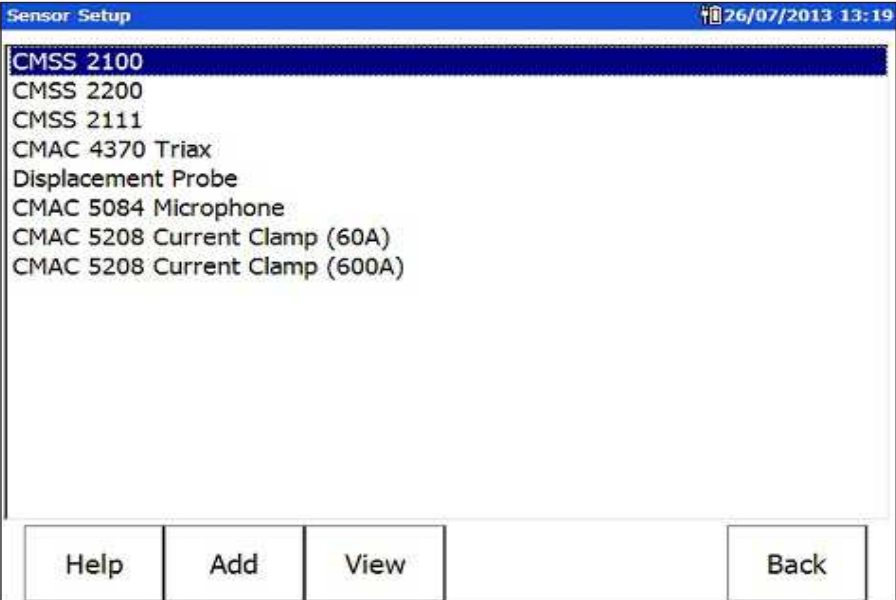 Sensor Setup 26/07/2013 13:19
CMSS 2100
CMSS 2200
CMSS 2111
CMAC 4370 Triax
Displacement Probe
CMAC 5084 Microphone
CMAC 5208 Current Clamp (60A)
CMAC 5208 Current Clamp (600A)
Help Add View Back